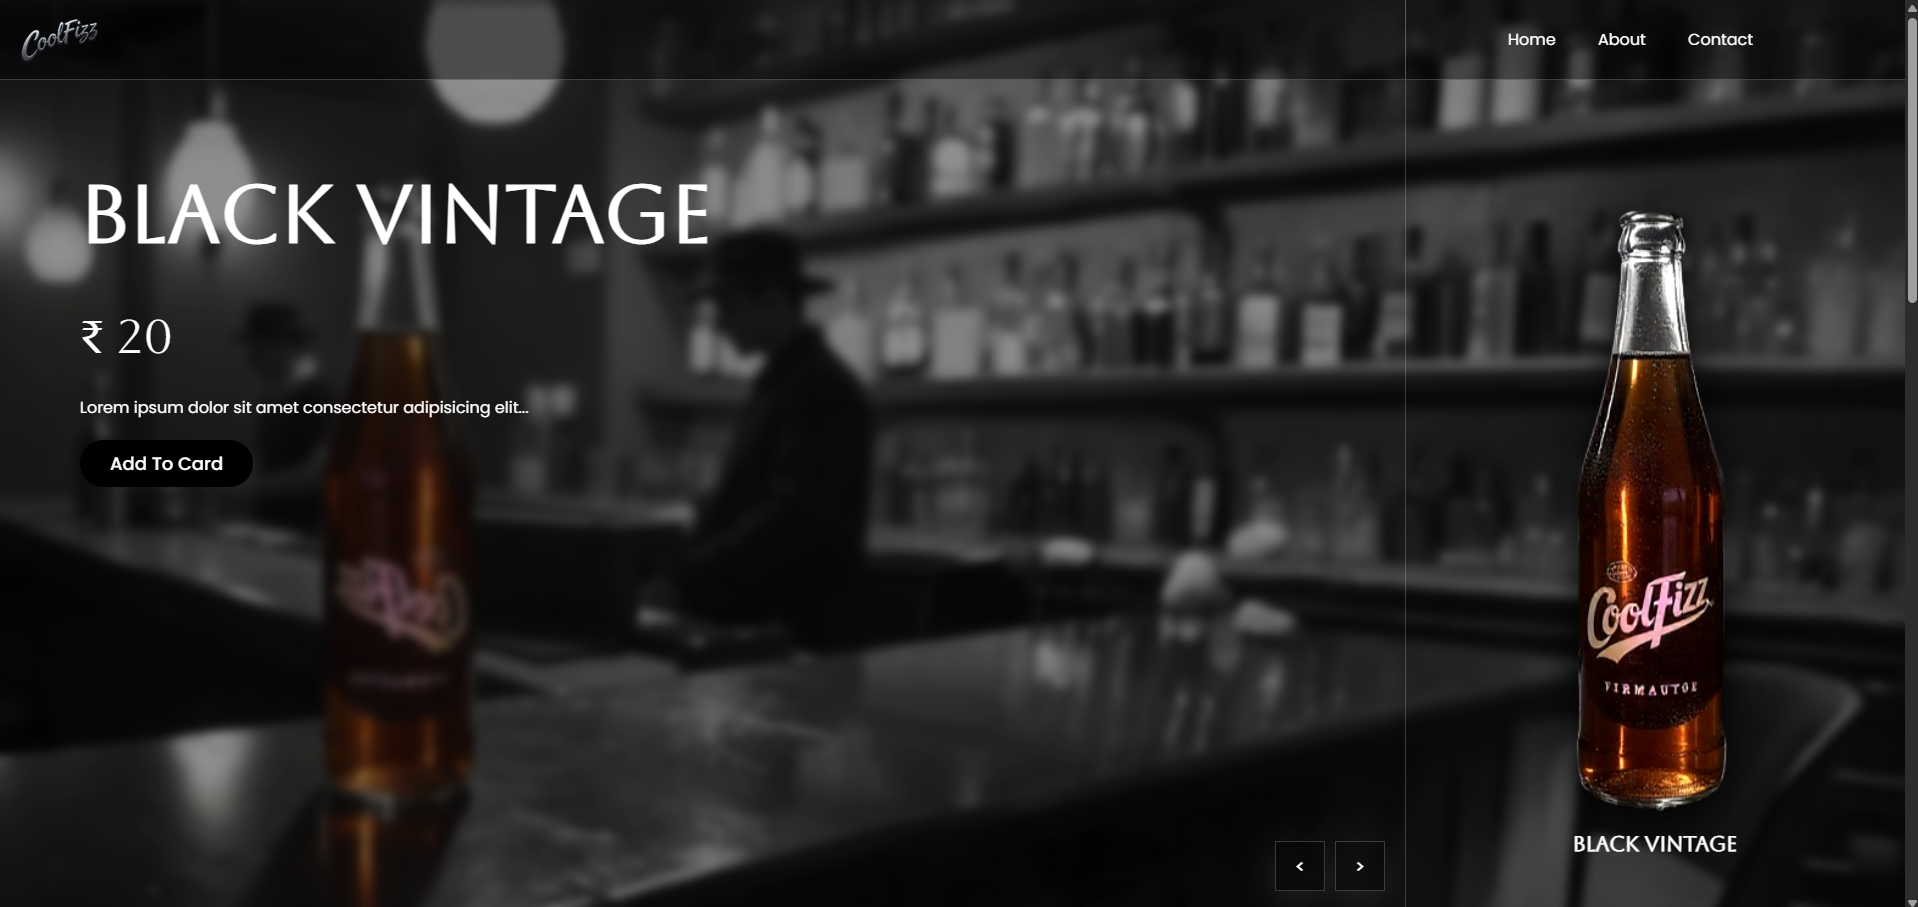 CoolFizz
Home
About
Contact
BLACK VINTAGE
₹ 20
Lorem ipsum dolor sit amet consectetur adipisicing elit...
Add To Card
CoolFizz
FIRMAUTOE
BLACK VINTAGE
<
>